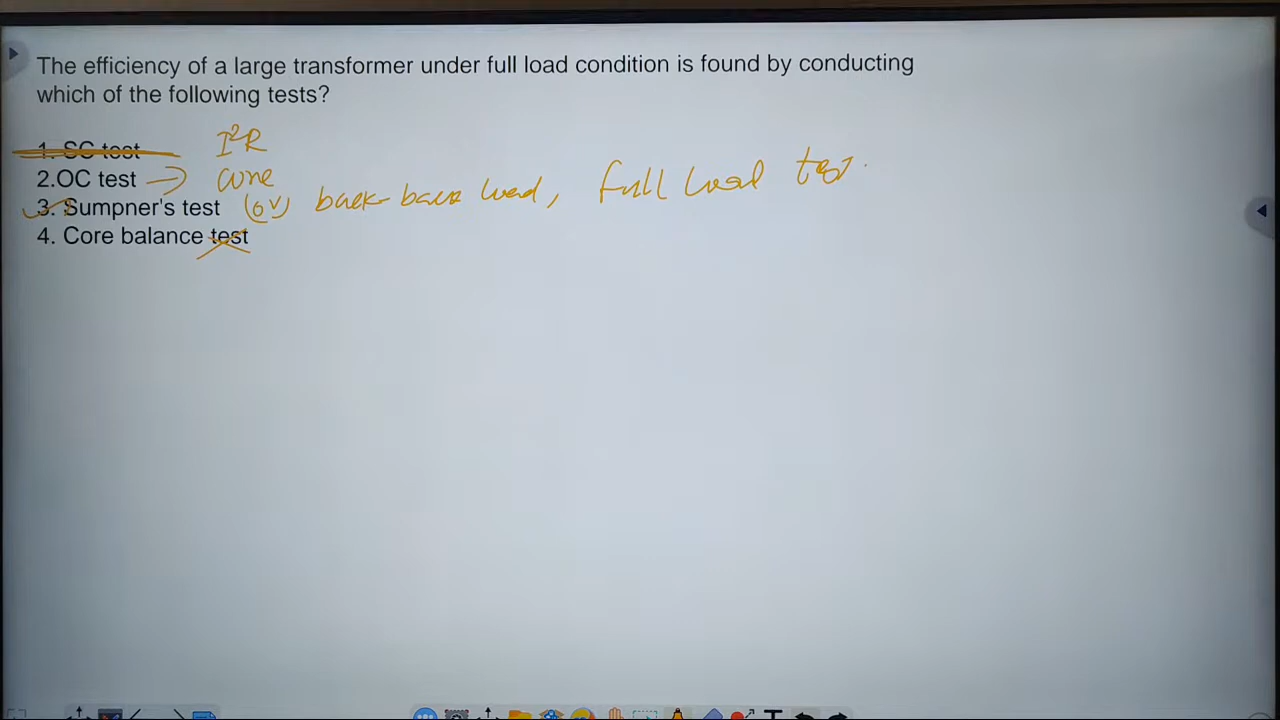 The efficiency of a large transformer under full load condition is found by conducting
which of the following tests?
1. SC test I²R
2.OC test → core
3. Sumpner's test (or) back-back load, full load test
4. Core balance test